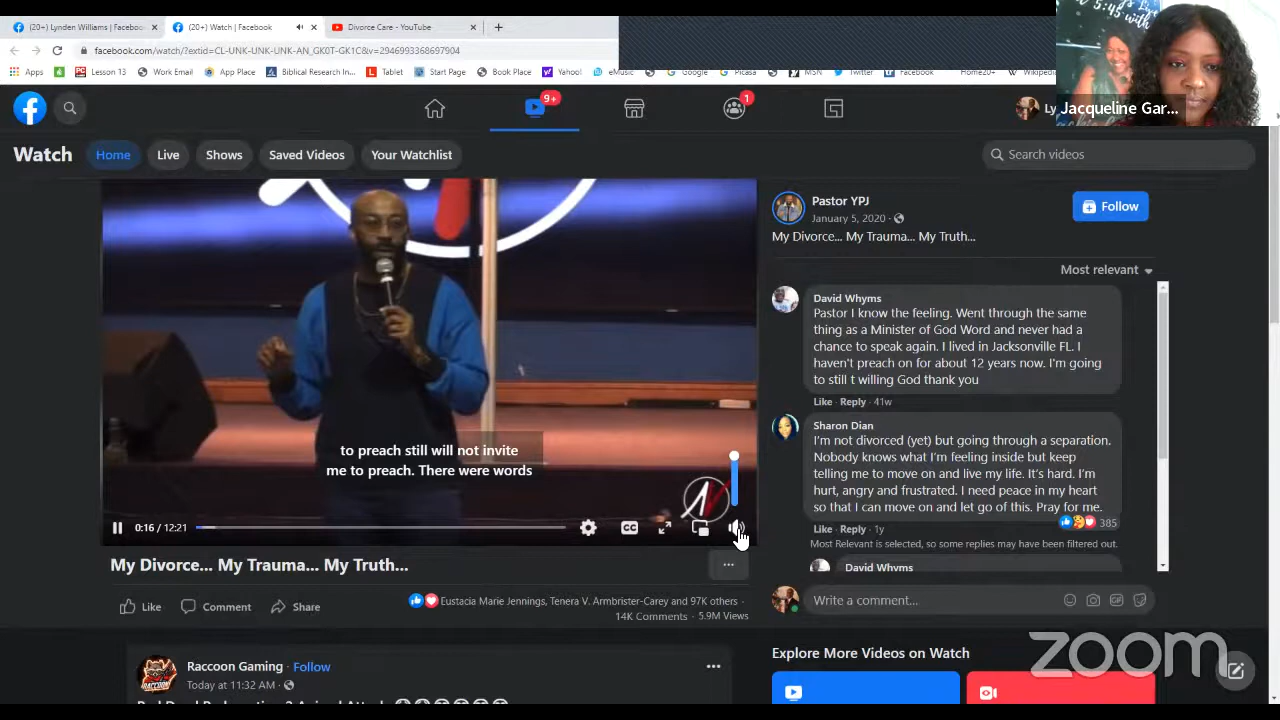 (20+) Lynden Williams | Facebook
(20+) Watch | Facebook
Divorce Care - YouTube
facebook.com/watch/?extid=CL-UNK-UNK-UNK-AN_GK0T-GK1C&v=2946993368697904
Apps
Lesson 13
Work Email
App Place
Biblical Research In...
Tablet
Start Page
Book Place
Yahoo!
eMusic
Google
Picasa
MSN
Twitter
Facebook
Home20+
Wikipedia
5:45 with
9+
1
Ly
Jacqueline Gar...
Watch
Home
Live
Shows
Saved Videos
Your Watchlist
Search videos
to preach still will not invite
me to preach. There were words
0:16 / 12:21
CC
My Divorce... My Trauma... My Truth...
Like
Comment
Share
Eustacia Marie Jennings, Tenera V. Armbrister-Carey and 97K others
14K Comments · 5.9M Views
Raccoon Gaming · Follow
Today at 11:32 AM ·
Pastor YPJ
January 5, 2020 ·
Follow
My Divorce... My Trauma... My Truth...
Most relevant
David Whyms
Pastor I know the feeling. Went through the same
thing as a Minister of God Word and never had a
chance to speak again. I lived in Jacksonville FL. I
haven't preach on for about 12 years now. I'm going
to still t willing God thank you
Like · Reply · 41w
Sharon Dian
I'm not divorced (yet) but going through a separation.
Nobody knows what I'm feeling inside but keep
telling me to move on and live my life. It's hard. I'm
hurt, angry and frustrated. I need peace in my heart
so that I can move on and let go of this. Pray for me.
385
Like · Reply · 1y
Most Relevant is selected, so some replies may have been filtered out.
David Whyms
Write a comment...
GIF
Explore More Videos on Watch
zoom